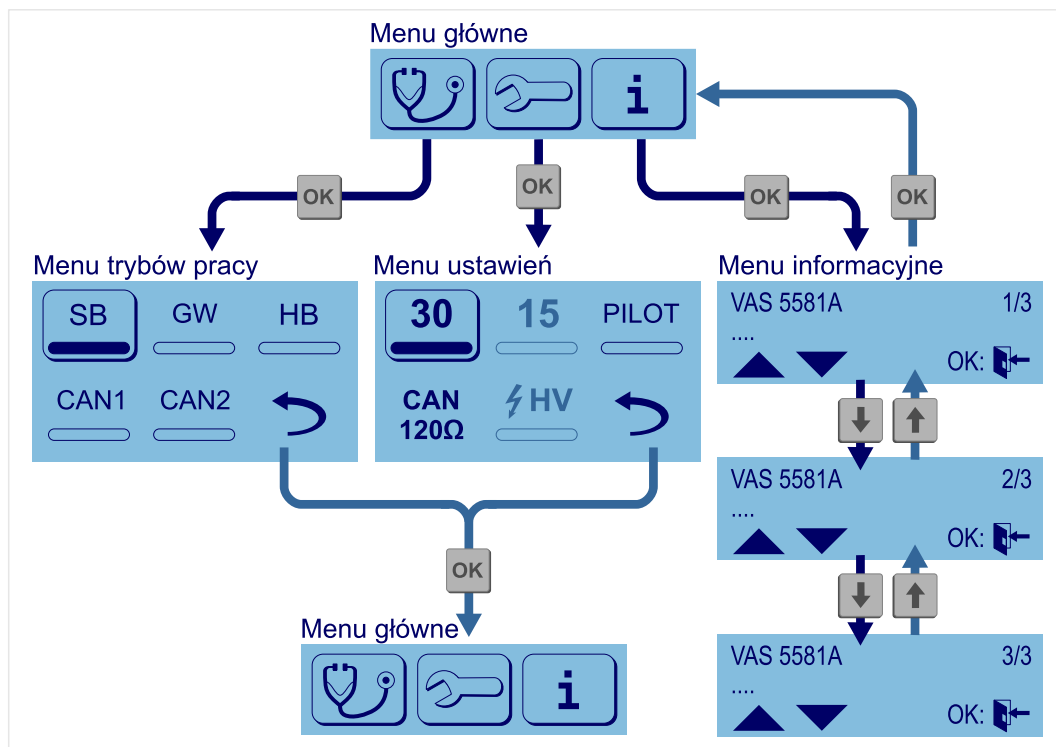 Menu główne
i
OK
OK
OK
OK
Menu trybów pracy
SB GW HB
CAN1 CAN2
Menu ustawień
30 15 PILOT
CAN HV
120Ω
Menu informacyjne
VAS 5581A 1/3
....
OK:
VAS 5581A 2/3
....
OK:
VAS 5581A 3/3
....
OK:
OK
Menu główne
i